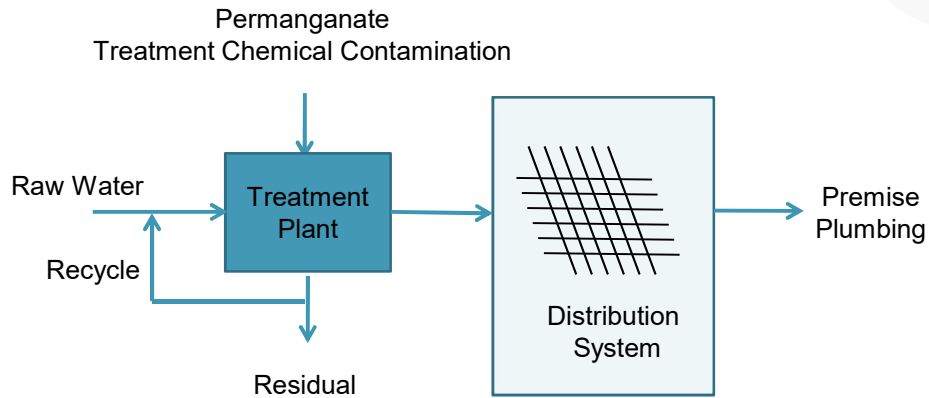 Permanganate
Treatment Chemical Contamination
Raw Water
Treatment
Plant
Recycle
Residual
Distribution
System
Premise
Plumbing